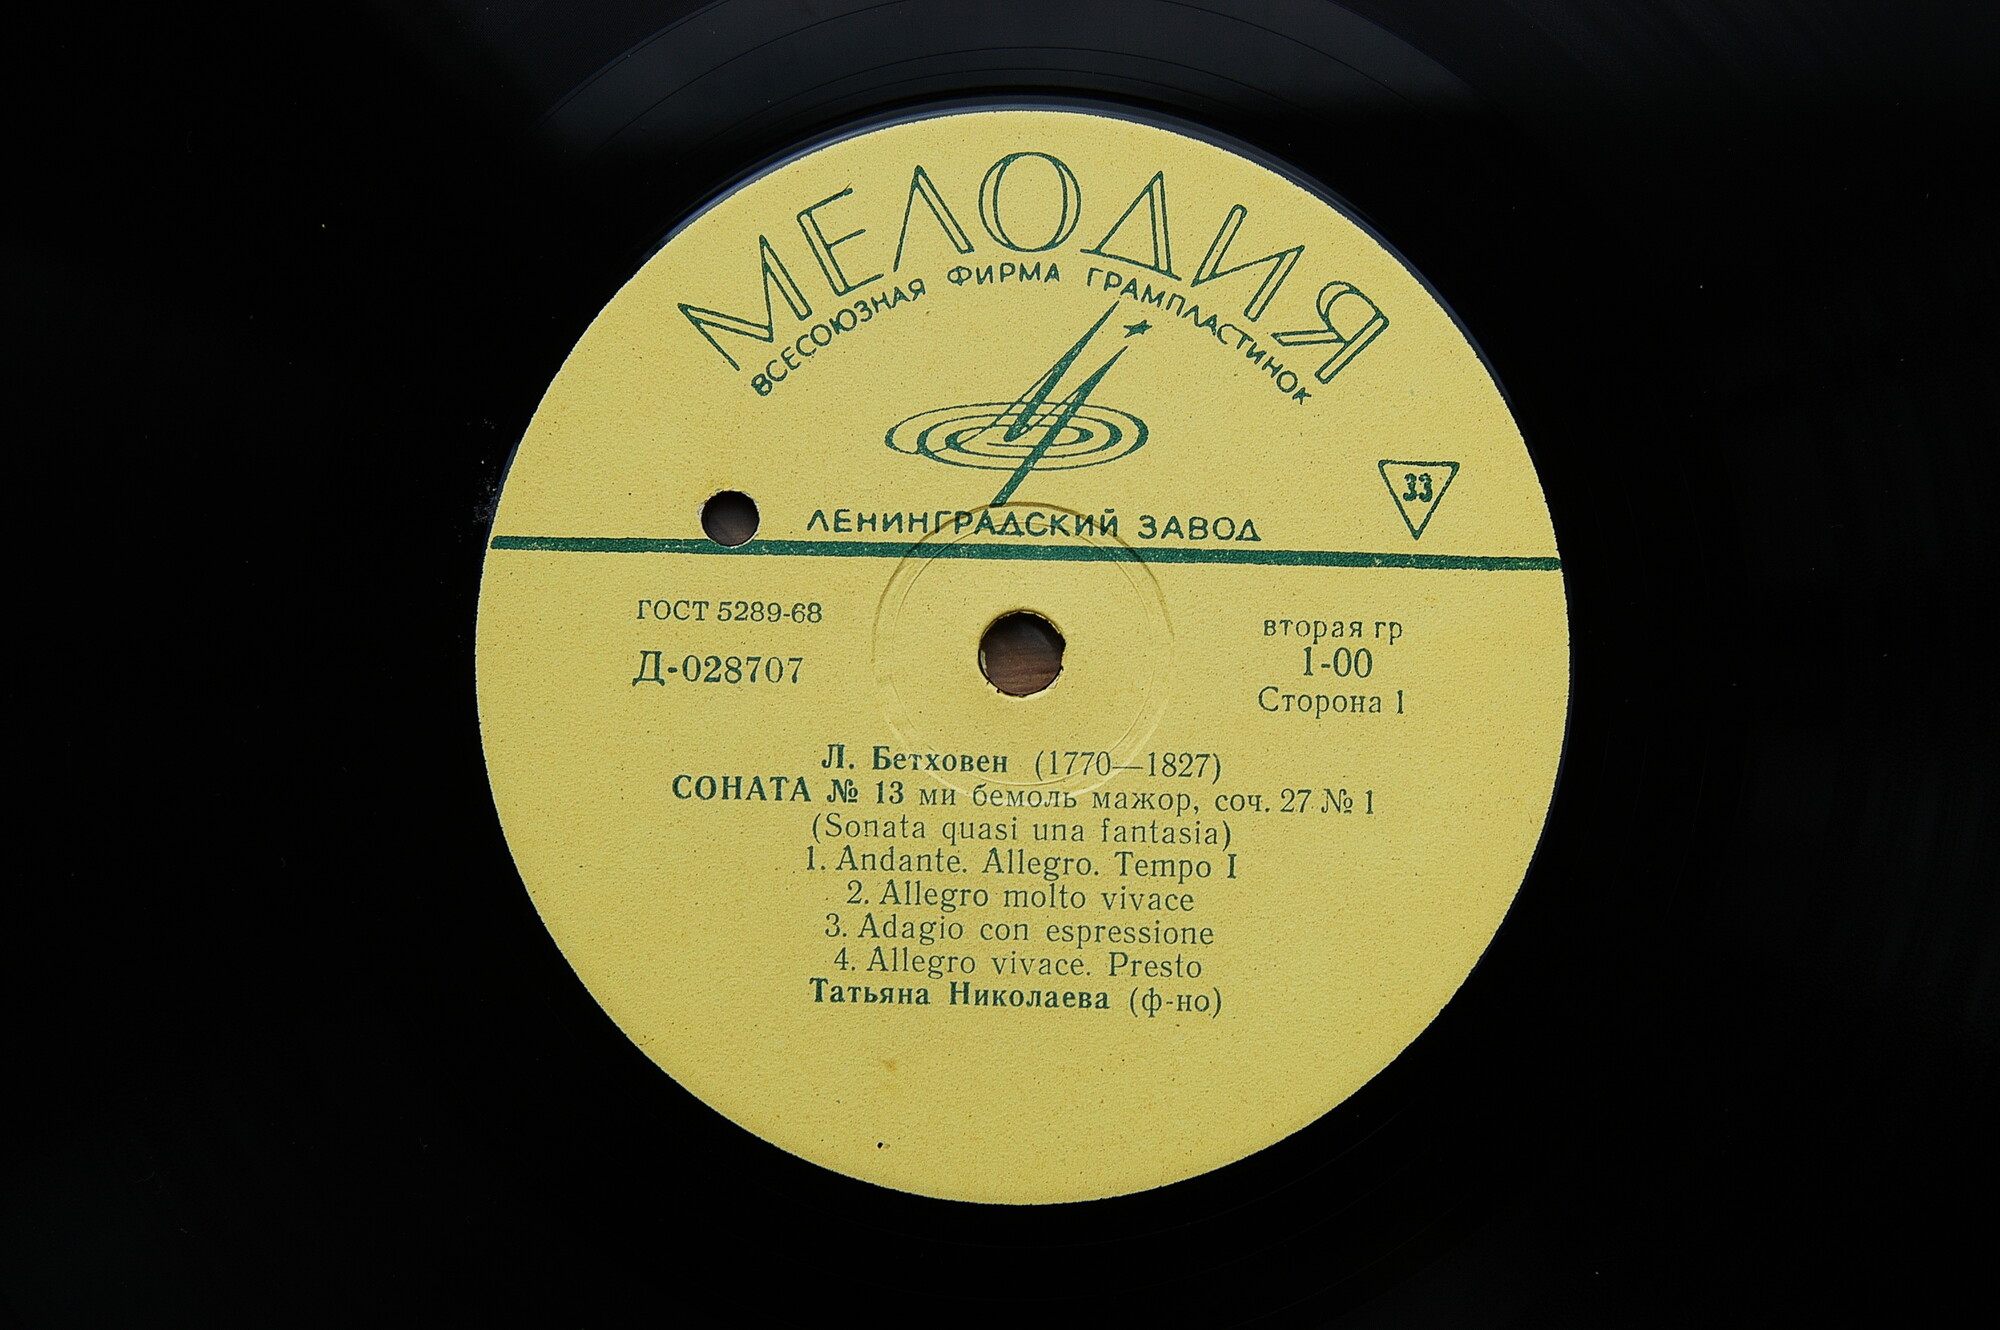 МЕЛОДИЯ
ВСЕСОЮЗНАЯ ФИРМА ГРАМПЛАСТИНОК
33
ЛЕНИНГРАДСКИЙ ЗАВОД
ГОСТ 5289-68
Д-028707
вторая гр
1-00
Сторона 1
Л. Бетховен (1770—1827)
СОНАТА № 13 ми бемоль мажор, соч. 27 № 1
(Sonata quasi una fantasia)
1. Andante. Allegro. Tempo I
2. Allegro molto vivace
3. Adagio con espressione
4. Allegro vivace. Presto
Татьяна Николаева (ф-но)